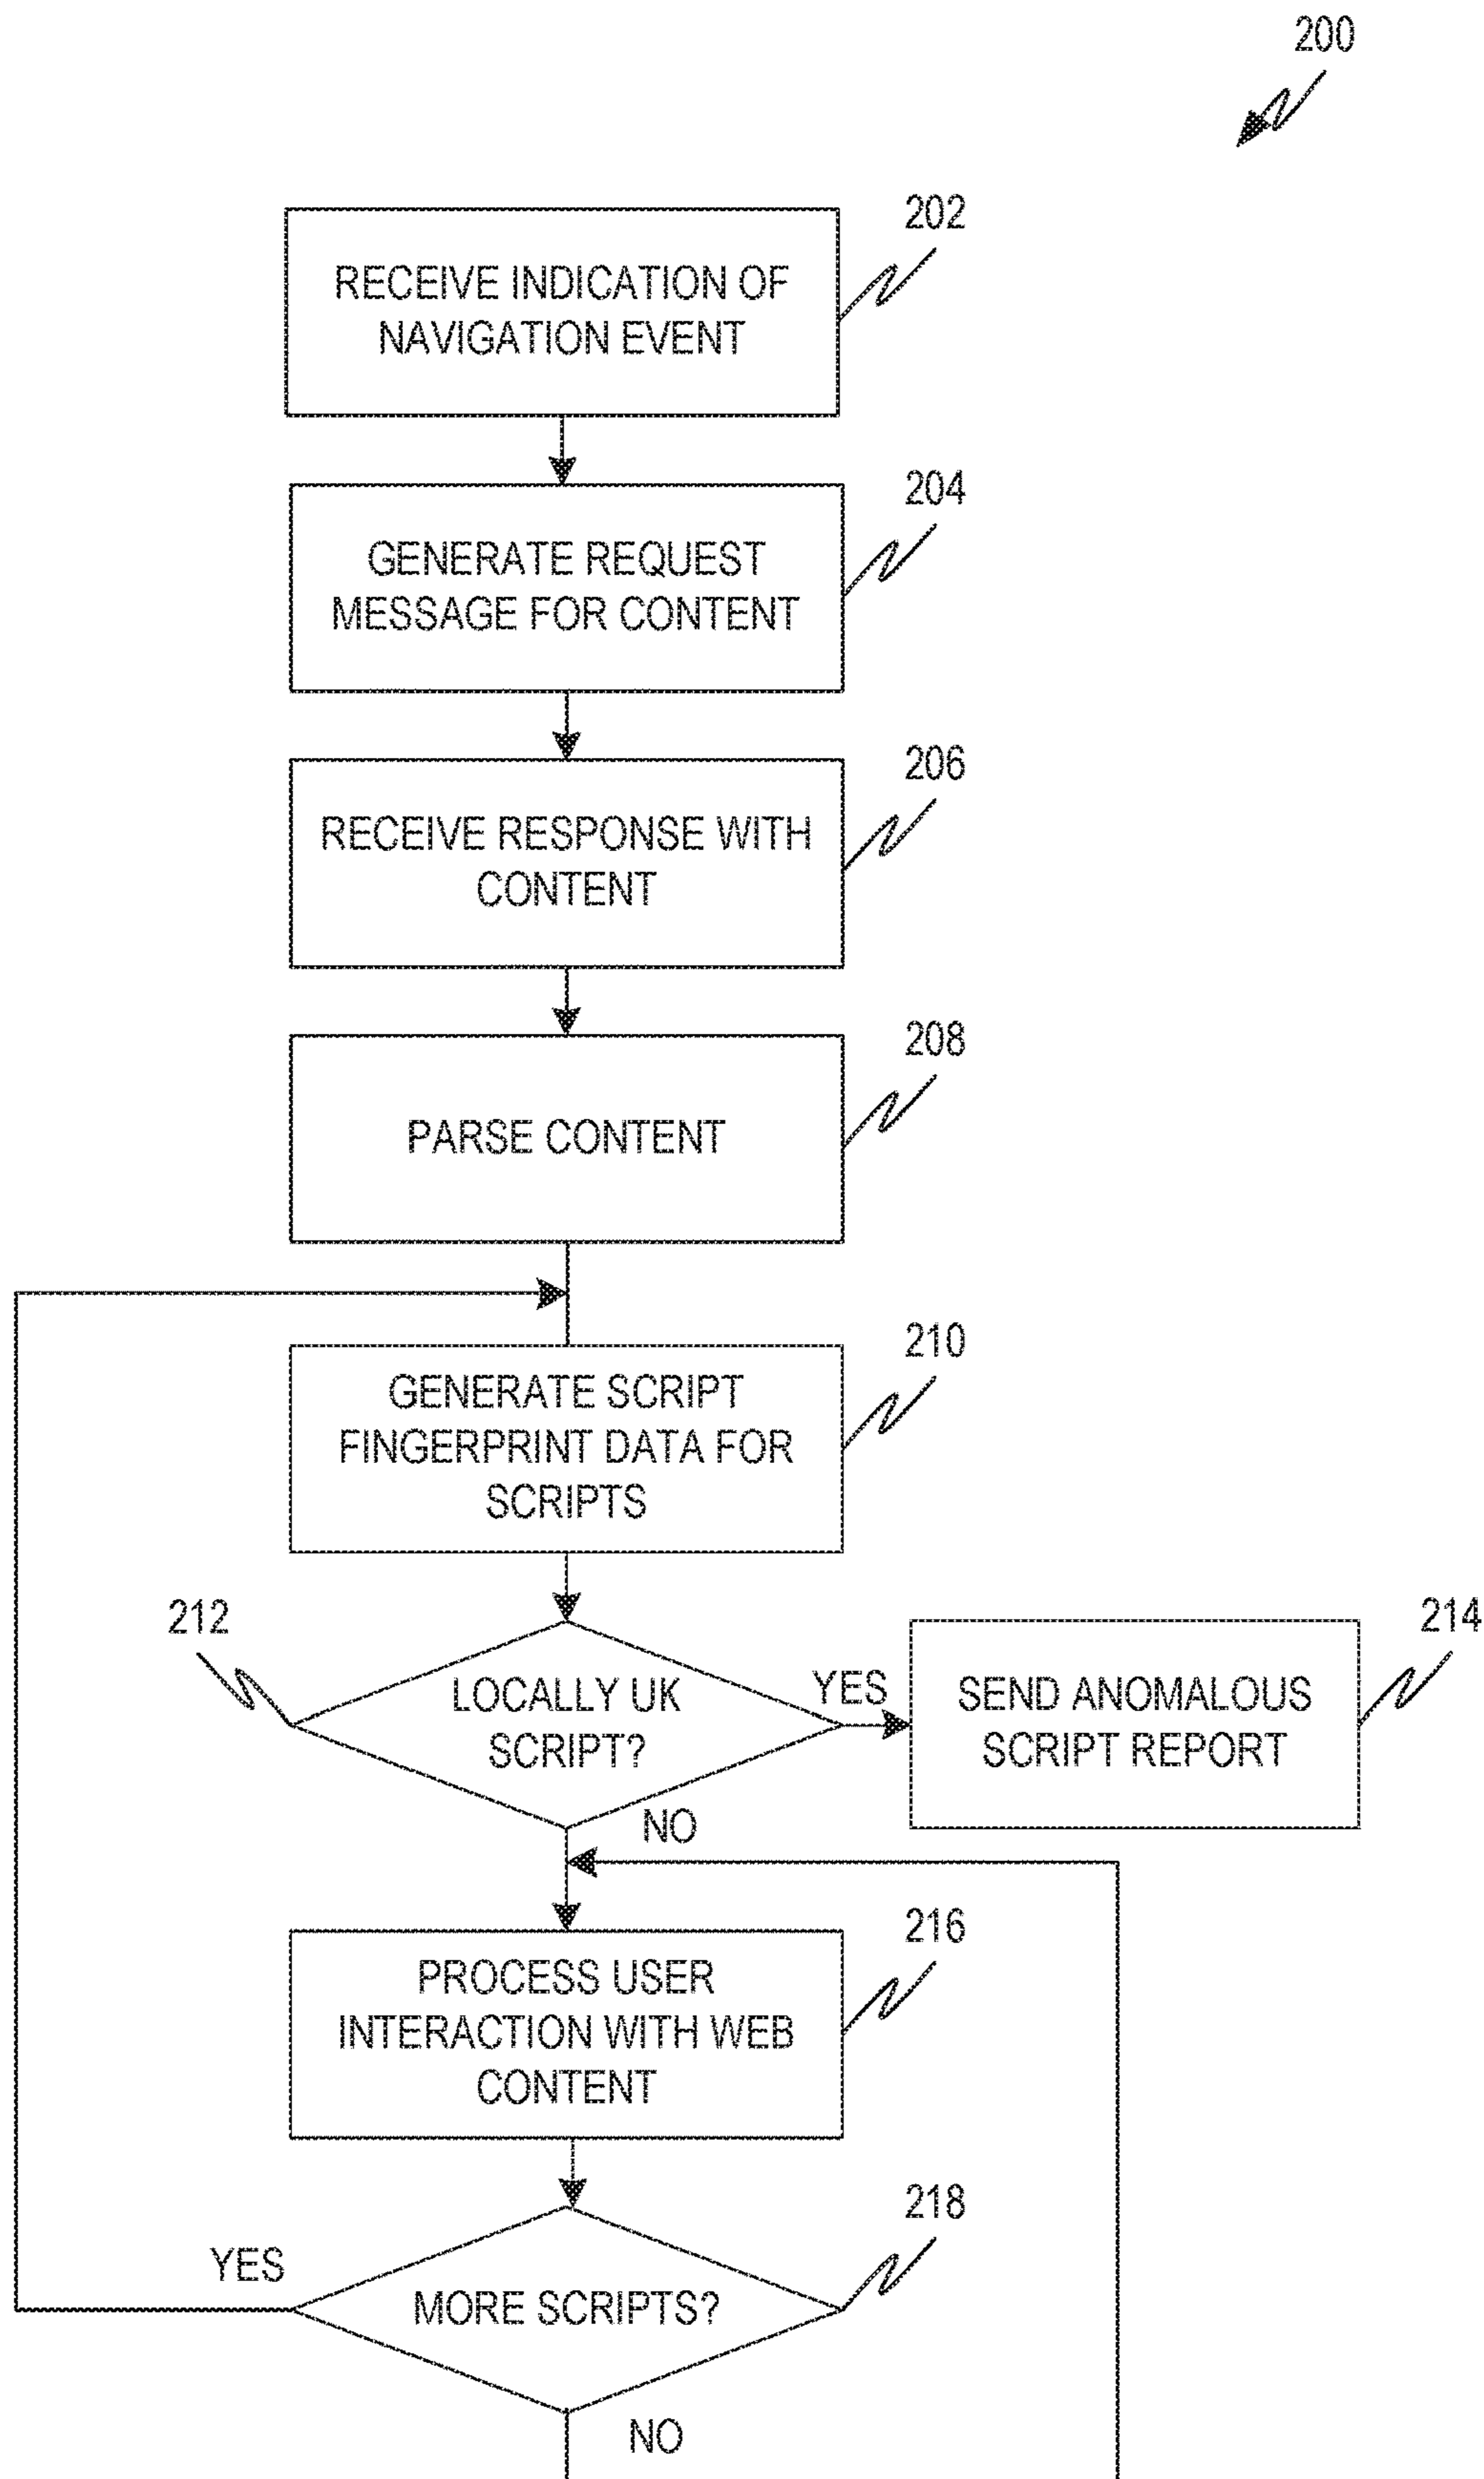 200
202
RECEIVE INDICATION OF
NAVIGATION EVENT
204
GENERATE REQUEST
MESSAGE FOR CONTENT
206
RECEIVE RESPONSE WITH
CONTENT
208
PARSE CONTENT
210
GENERATE SCRIPT
FINGERPRINT DATA FOR
SCRIPTS
212
LOCALLY UK
SCRIPT?
YES
214
SEND ANOMALOUS
SCRIPT REPORT
NO
216
PROCESS USER
INTERACTION WITH WEB
CONTENT
218
YES
MORE SCRIPTS?
NO